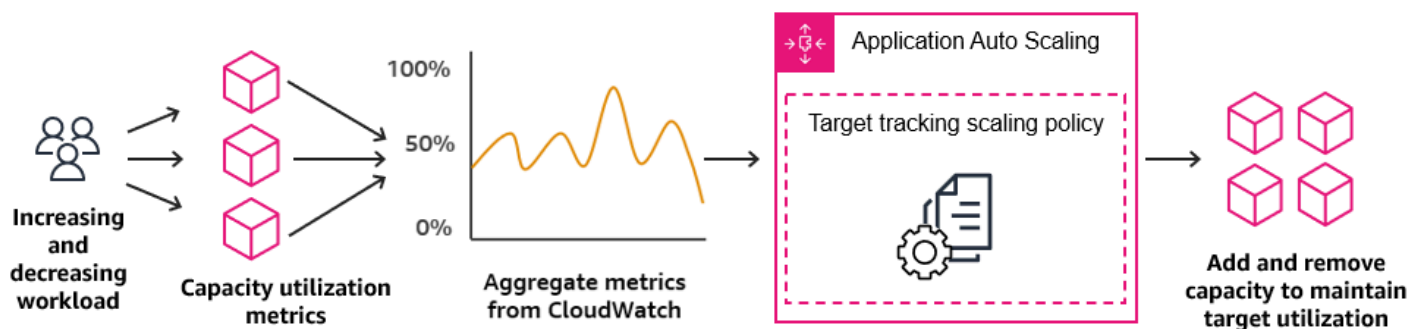 Increasing
and
decreasing
workload
Capacity utilization
metrics
100%
50%
0%
Aggregate metrics
from CloudWatch
Application Auto Scaling
Target tracking scaling policy
Add and remove
capacity to maintain
target utilization